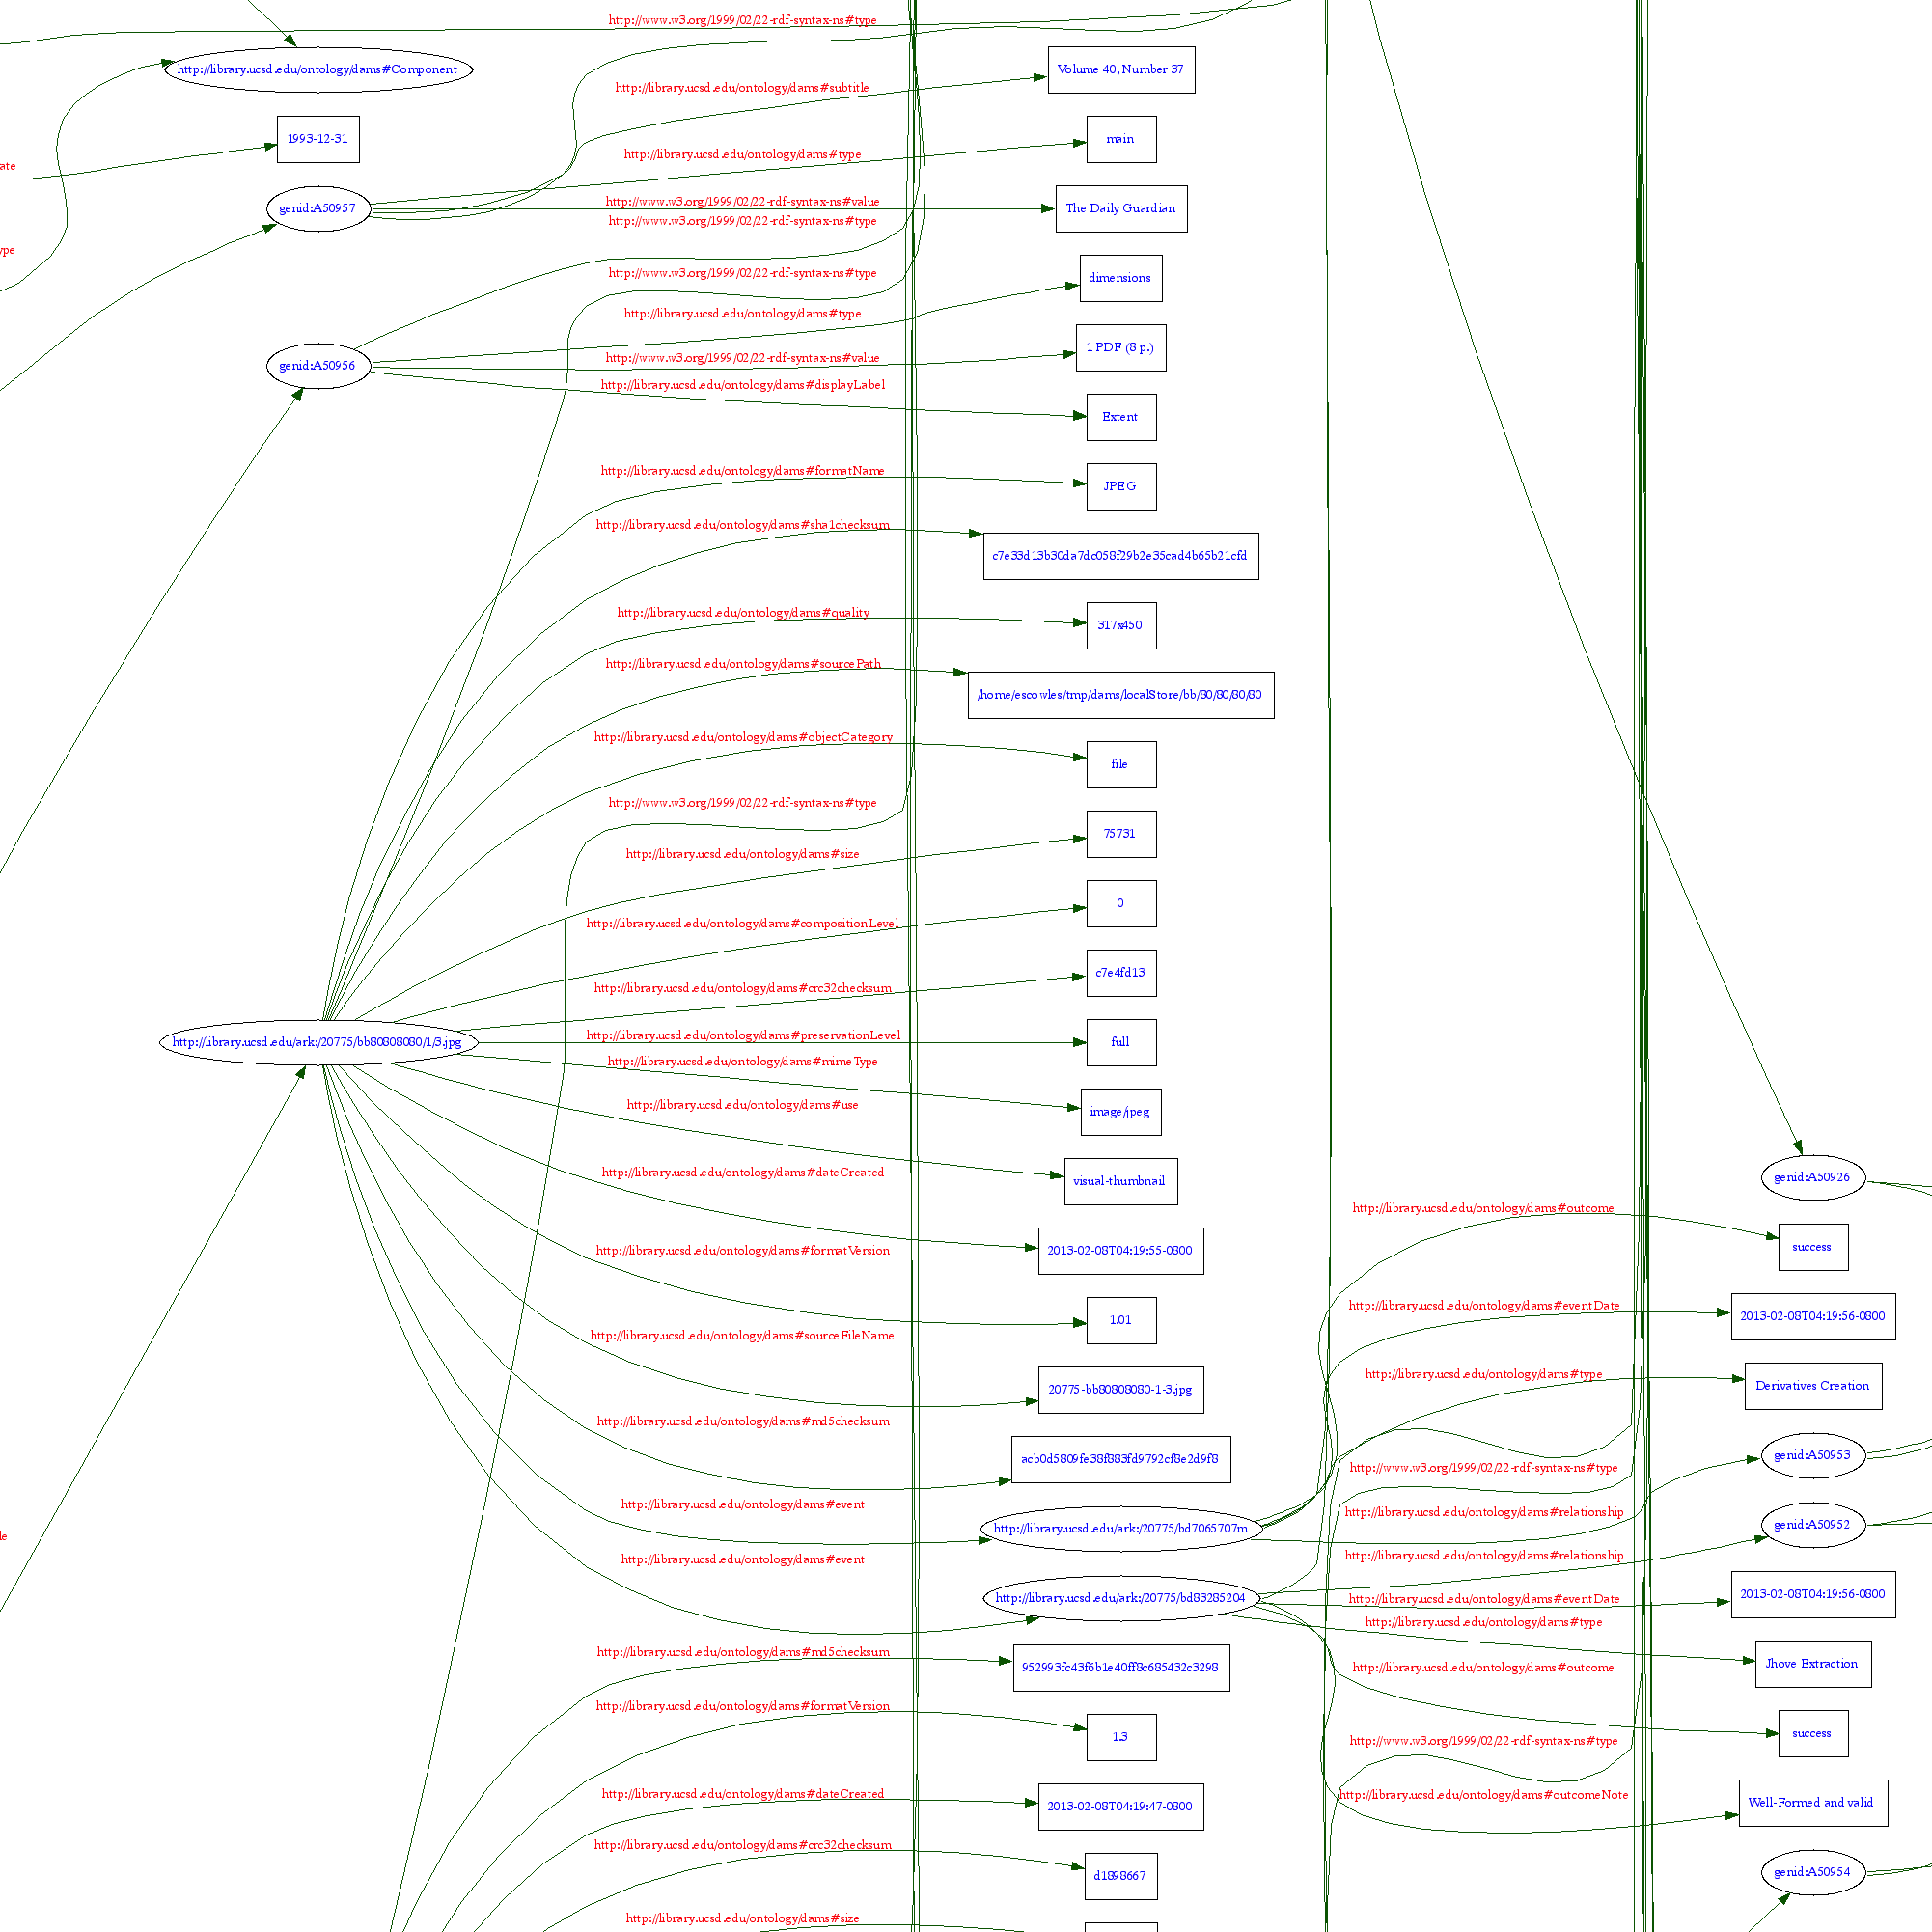 http://www.w3.org/1999/02/22-rdf-syntax-ns#type
http://library.ucsd.edu/ontology/dams#Component
Volume 40, Number 37
http://library.ucsd.edu/ontology/dams#subtitle
1993-12-31
main
http://library.ucsd.edu/ontology/dams#type
ate
genid:A50957
http://www.w3.org/1999/02/22-rdf-syntax-ns#value
The Daily Guardian
http://www.w3.org/1999/02/22-rdf-syntax-ns#type
ype
http://www.w3.org/1999/02/22-rdf-syntax-ns#type
dimensions
http://library.ucsd.edu/ontology/dams#type
1 PDF (8 p.)
genid:A50956
http://www.w3.org/1999/02/22-rdf-syntax-ns#value
http://library.ucsd.edu/ontology/dams#displayLabel
Extent
http://library.ucsd.edu/ontology/dams#formatName
JPEG
http://library.ucsd.edu/ontology/dams#sha1checksum
c7e33d13b30da7dc058f29b2e35cad4b65b21cfd
http://library.ucsd.edu/ontology/dams#quality
317x450
http://library.ucsd.edu/ontology/dams#sourcePath
/home/escowles/tmp/dams/localStore/bb/80/80/80/80
http://library.ucsd.edu/ontology/dams#objectCategory
file
http://www.w3.org/1999/02/22-rdf-syntax-ns#type
75731
http://library.ucsd.edu/ontology/dams#size
0
http://library.ucsd.edu/ontology/dams#compositionLevel
c7e4fd13
http://library.ucsd.edu/ontology/dams#crc32checksum
http://library.ucsd.edu/ark:/20775/bb80808080/1/3.jpg
http://library.ucsd.edu/ontology/dams#preservationLevel
full
http://library.ucsd.edu/ontology/dams#mimeType
image/jpeg
http://library.ucsd.edu/ontology/dams#use
visual-thumbnail
genid:A50926
http://library.ucsd.edu/ontology/dams#dateCreated
http://library.ucsd.edu/ontology/dams#outcome
2013-02-08T04:19:55-0800
success
http://library.ucsd.edu/ontology/dams#formatVersion
http://library.ucsd.edu/ontology/dams#eventDate
2013-02-08T04:19:56-0800
1.01
http://library.ucsd.edu/ontology/dams#sourceFileName
http://library.ucsd.edu/ontology/dams#type
20775-bb80808080-1-3.jpg
Derivatives Creation
http://library.ucsd.edu/ontology/dams#md5checksum
acb0d5809fe38f883fd9792cf8e2d9f8
genid:A50953
http://www.w3.org/1999/02/22-rdf-syntax-ns#type
http://library.ucsd.edu/ontology/dams#event
http://library.ucsd.edu/ontology/dams#relationship
le
http://library.ucsd.edu/ark:/20775/bd7065707m
genid:A50952
http://library.ucsd.edu/ontology/dams#event
http://library.ucsd.edu/ontology/dams#relationship
http://library.ucsd.edu/ark:/20775/bd83285204
http://library.ucsd.edu/ontology/dams#eventDate
2013-02-08T04:19:56-0800
http://library.ucsd.edu/ontology/dams#type
http://library.ucsd.edu/ontology/dams#md5checksum
952993fc43f6b1e40ff8c685432c3298
http://library.ucsd.edu/ontology/dams#outcome
Jhove Extraction
http://library.ucsd.edu/ontology/dams#formatVersion
1.3
http://www.w3.org/1999/02/22-rdf-syntax-ns#type
success
http://library.ucsd.edu/ontology/dams#dateCreated
2013-02-08T04:19:47-0800
http://library.ucsd.edu/ontology/dams#outcomeNote
Well-Formed and valid
http://library.ucsd.edu/ontology/dams#crc32checksum
d1898667
genid:A50954
http://library.ucsd.edu/ontology/dams#size